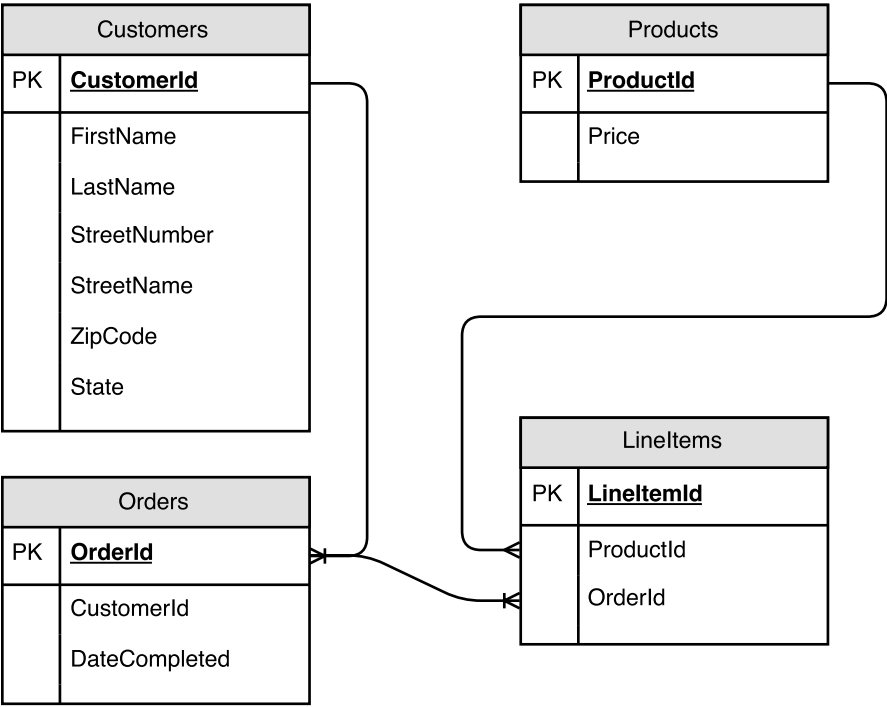 Customers
PK CustomerId
FirstName
LastName
StreetNumber
StreetName
ZipCode
State
Products
PK ProductId
Price
Orders
PK OrderId
CustomerId
DateCompleted
LineItems
PK LineItemId
ProductId
OrderId